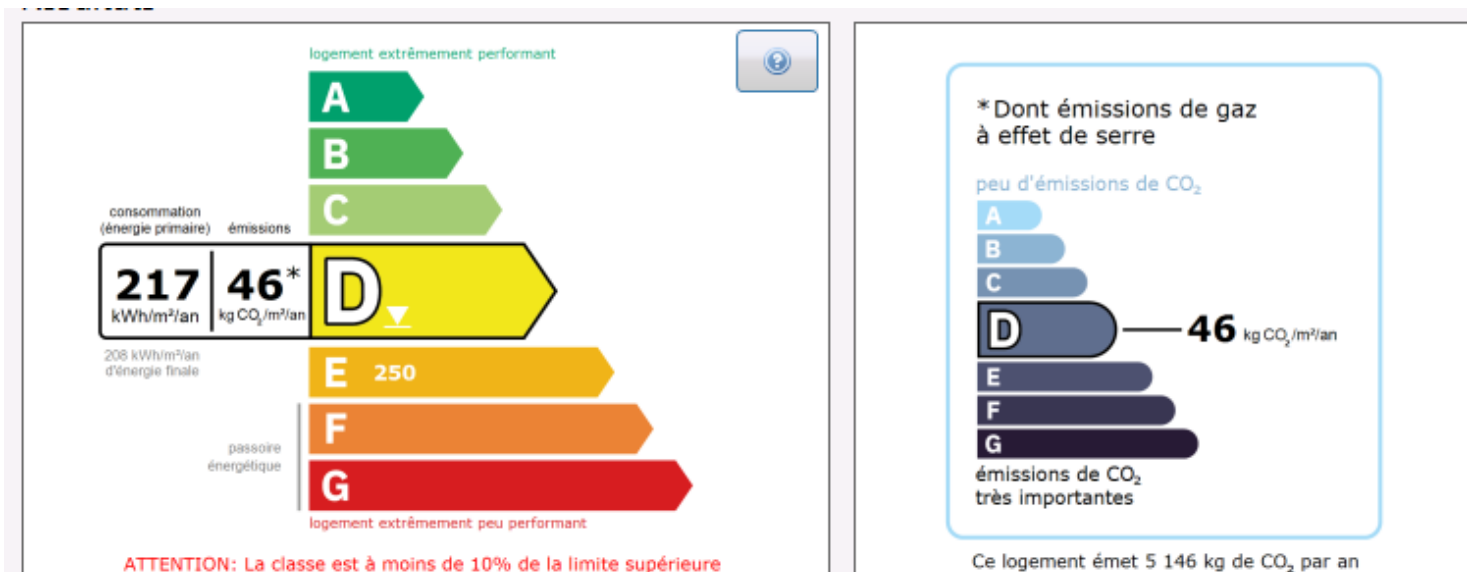 logement extrêmement performant
A
B
C
consommation
(énergie primaire)
émissions
217
kWh/m²/an
46*
kg CO₂/m²/an
D
208 kWh/m²/an
d'énergie finale
E 250
F
passoire
énergétique
G
logement extrêmement peu performant
ATTENTION: La classe est à moins de 10% de la limite supérieure
*Dont émissions de gaz
à effet de serre
peu d'émissions de CO₂
A
B
C
D
46 kg CO₂/m²/an
E
F
G
émissions de CO₂
très importantes
Ce logement émet 5 146 kg de CO₂ par an